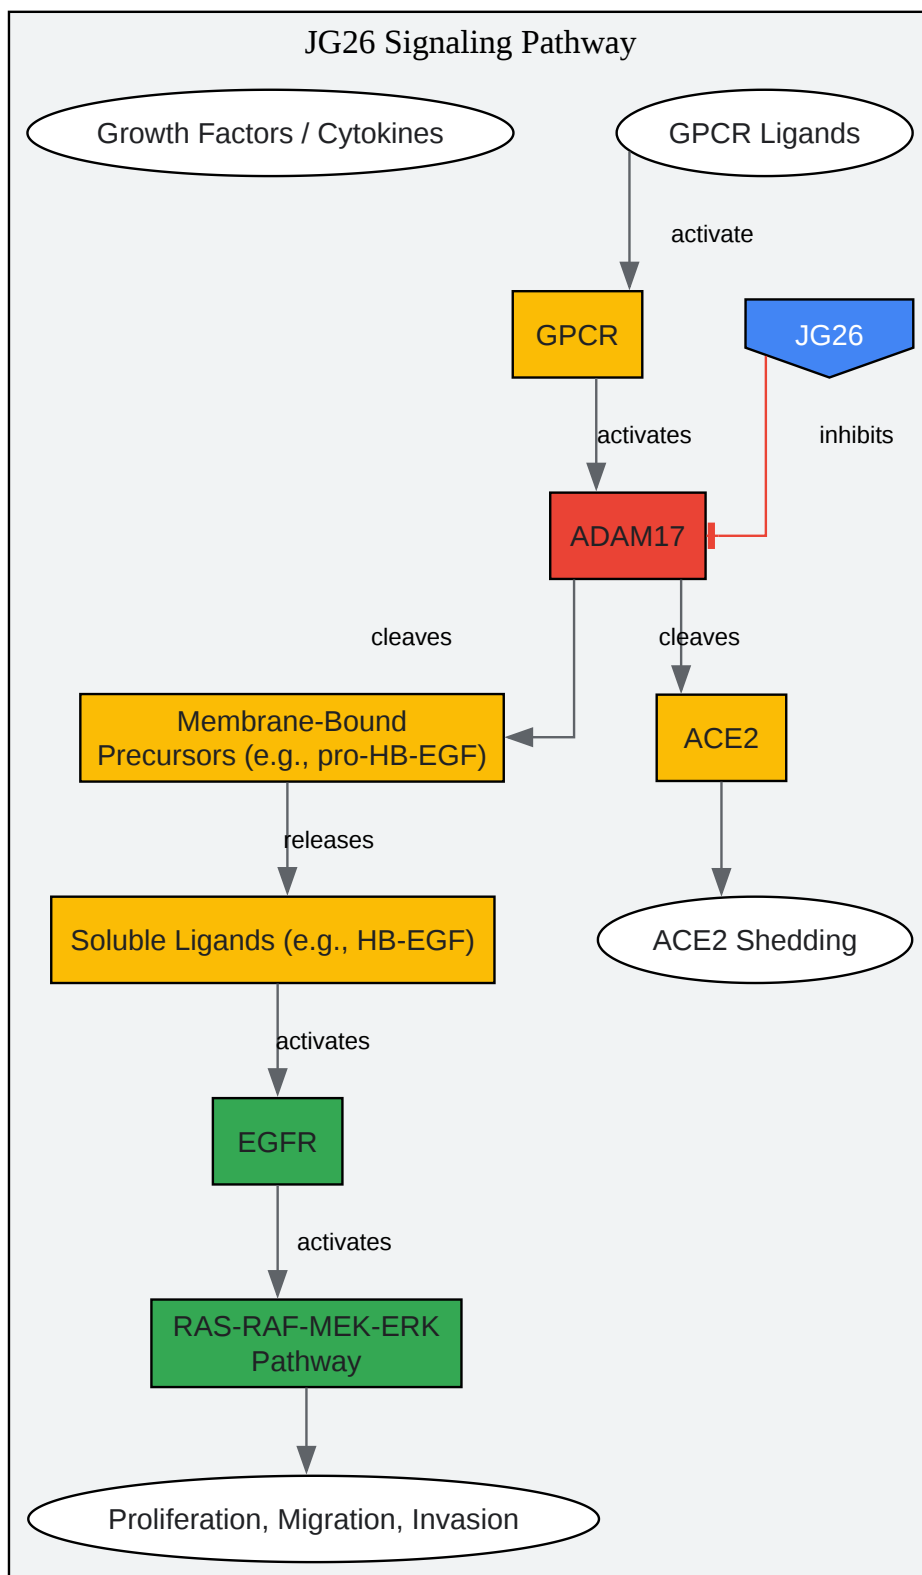 JG26 Signaling Pathway
Growth Factors / Cytokines
GPCR Ligands
activate
GPCR
JG26
activates
inhibits
ADAM17
cleaves
cleaves
Membrane-Bound
Precursors (e.g., pro-HB-EGF)
ACE2
releases
Soluble Ligands (e.g., HB-EGF)
ACE2 Shedding
activates
EGFR
activates
RAS-RAF-MEK-ERK
Pathway
Proliferation, Migration, Invasion